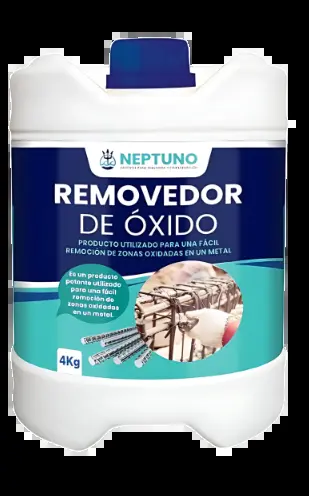 NEPTUNO
REMOVEDOR
DE ÓXIDO
PRODUCTO UTILIZADO PARA UNA FÁCIL
REMOCIÓN DE ZONAS OXIDADAS EN UN METAL
Es un producto
potente utilizado
para una fácil
remoción de
zonas oxidadas
en un metal.
4Kg